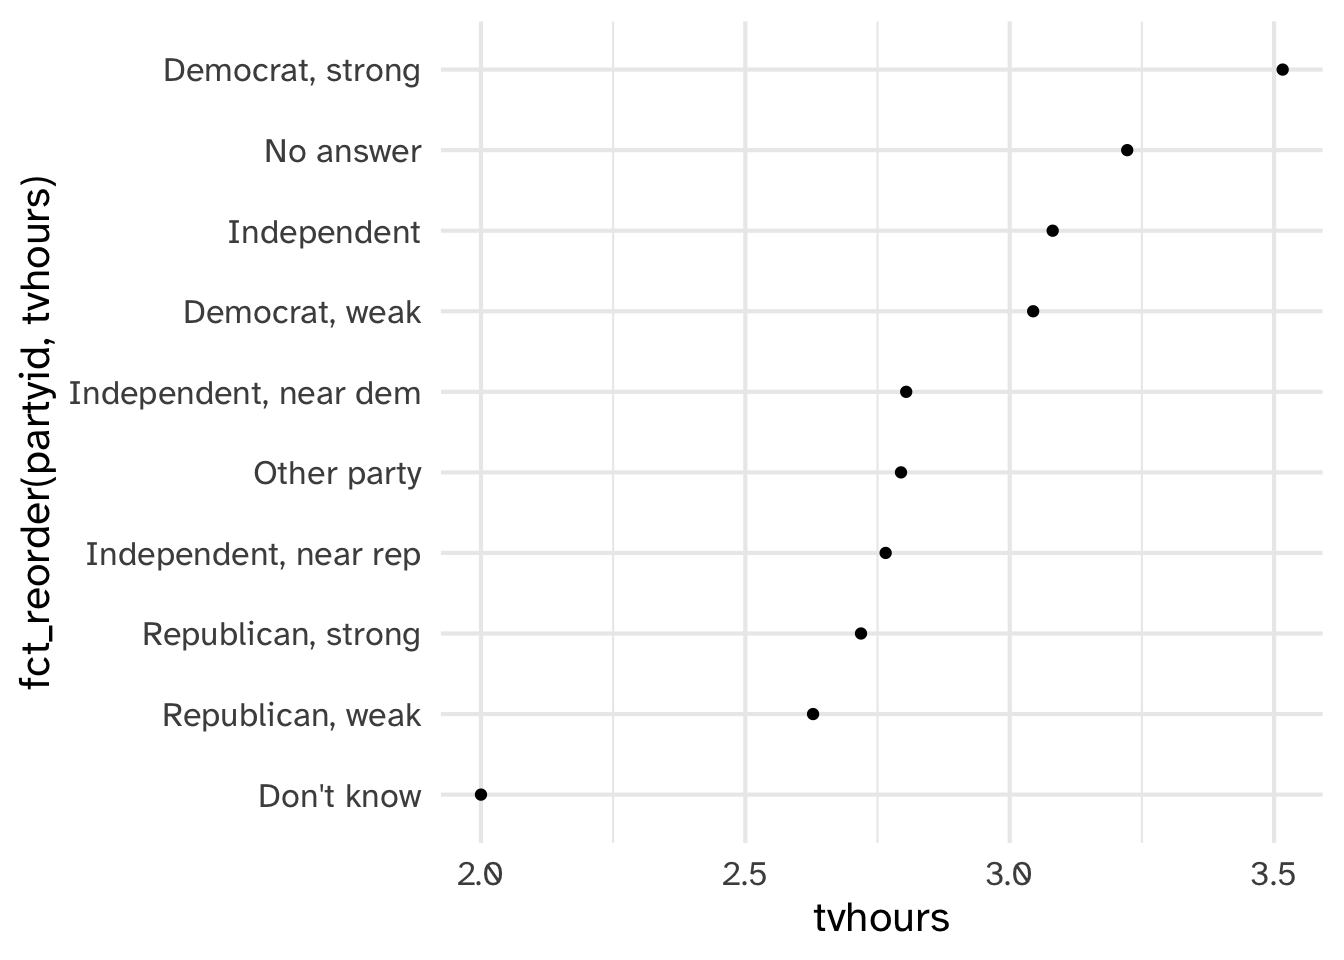 fct_reorder(partyid, tvhours)
Democrat, strong
No answer
Independent
Democrat, weak
Independent, near dem
Other party
Independent, near rep
Republican, strong
Republican, weak
Don't know
2.0 2.5 3.0 3.5
tvhours